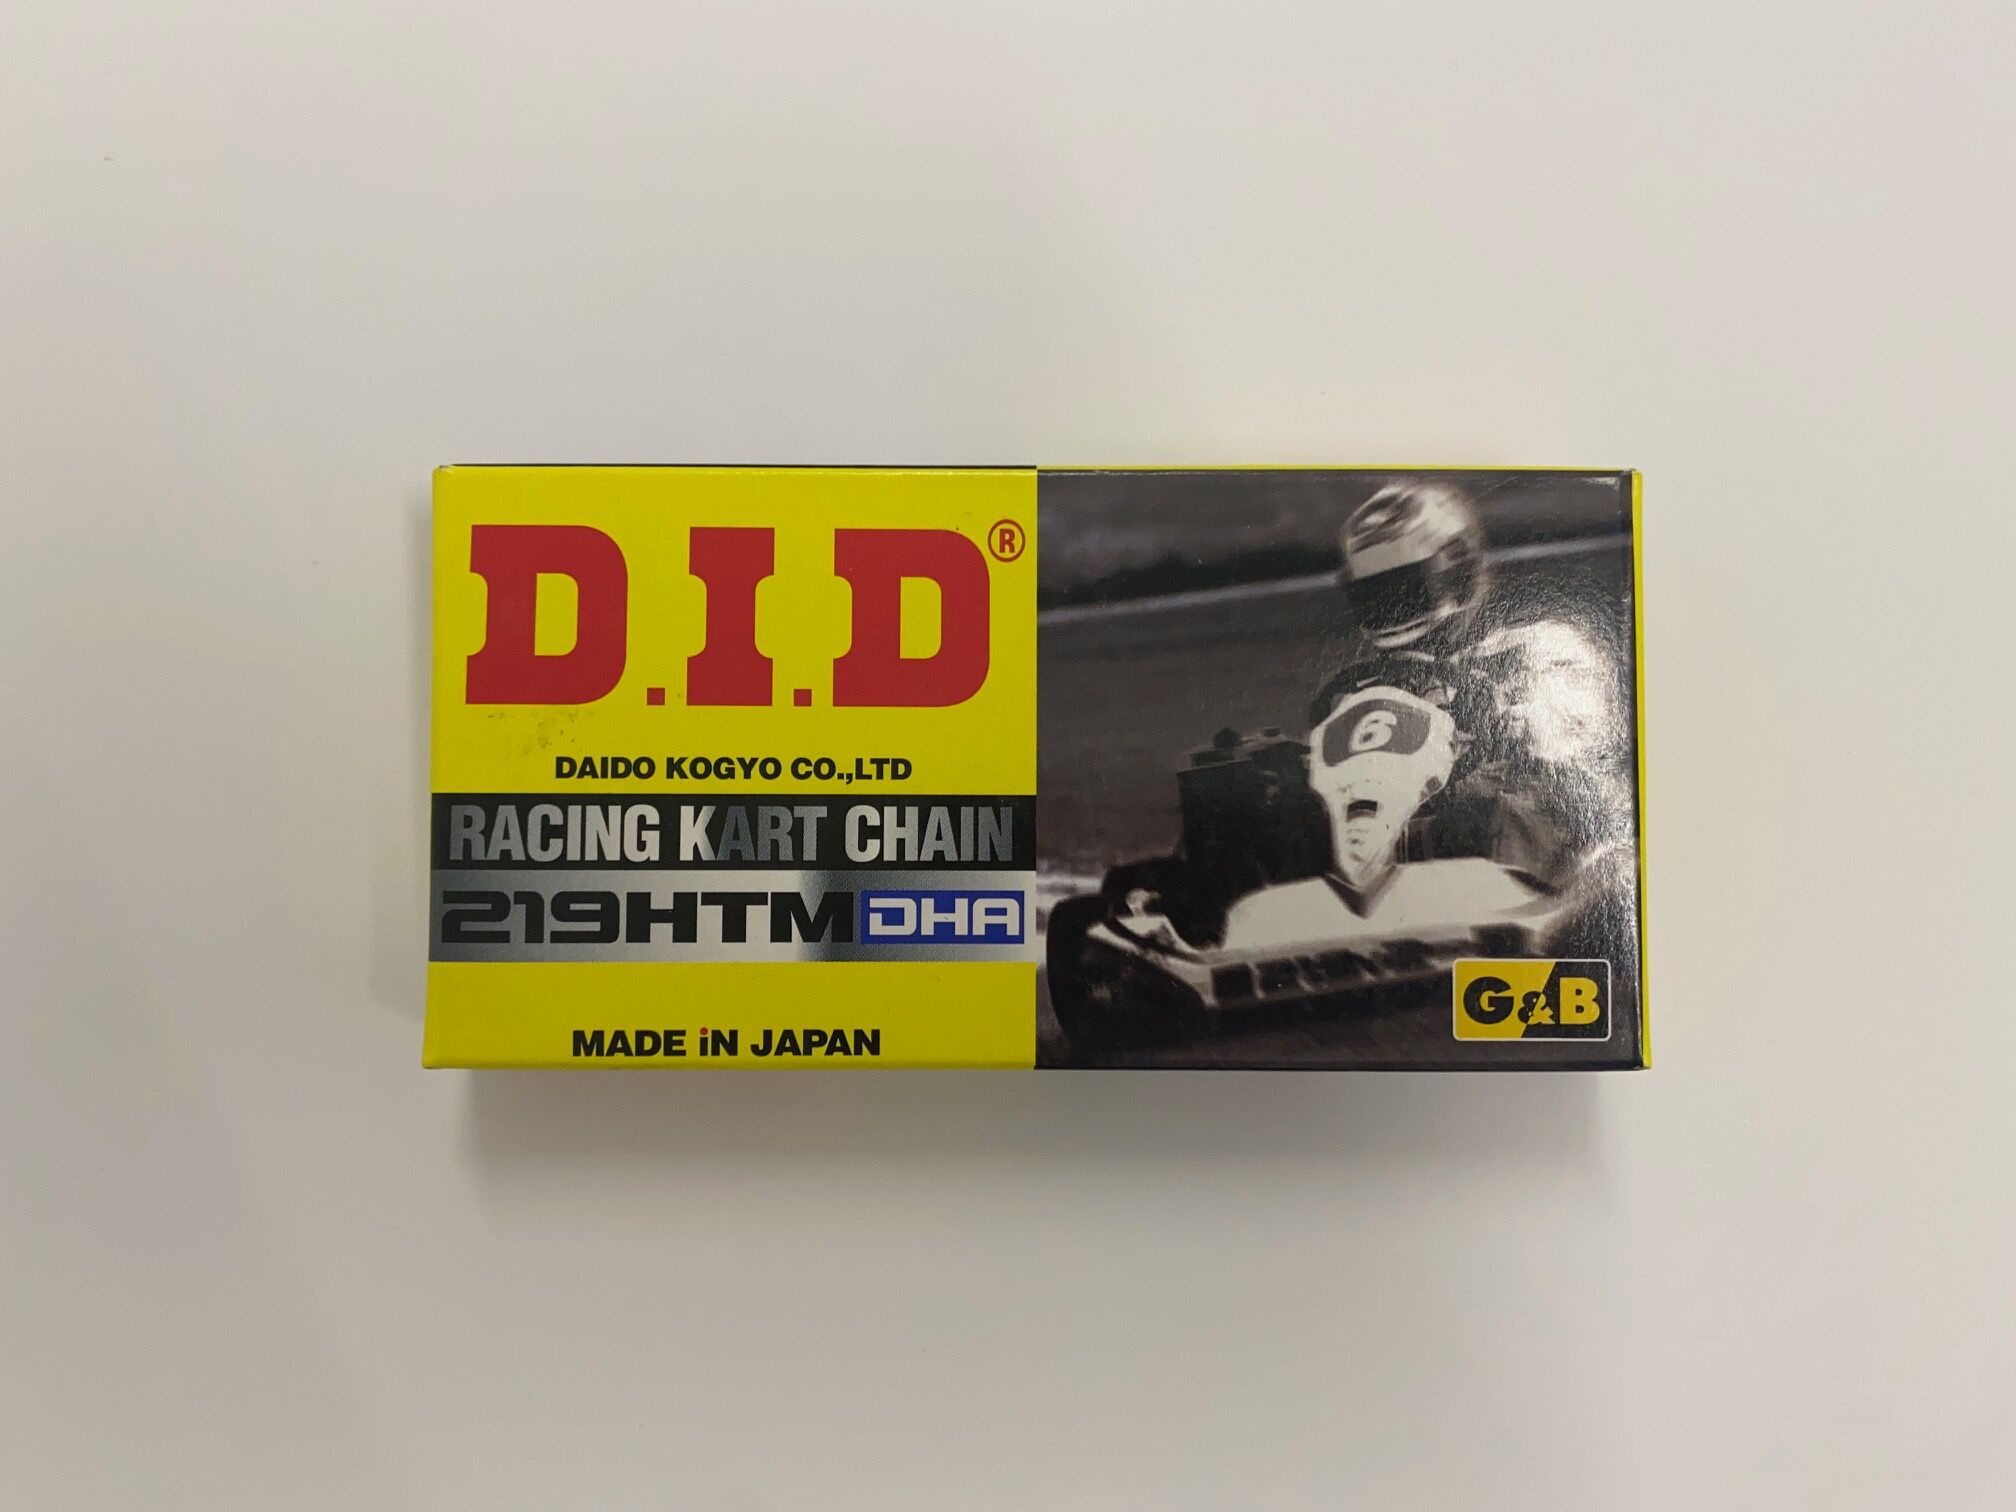 D.I.D®
DAIDO KOGYO CO.,LTD
RACING KART CHAIN
219HTM DHA
MADE iN JAPAN
6
G&B